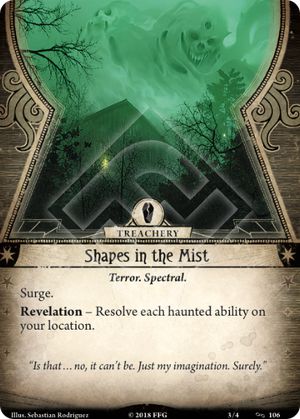 TREACHERY
Shapes in the Mist
Terror. Spectral.
Surge.
Revelation – Resolve each haunted ability on
your location.
"Is that… no, it can't be. Just my imagination. Surely."
Illus. Sebastian Rodriguez
© 2018 FFG
3/4
106